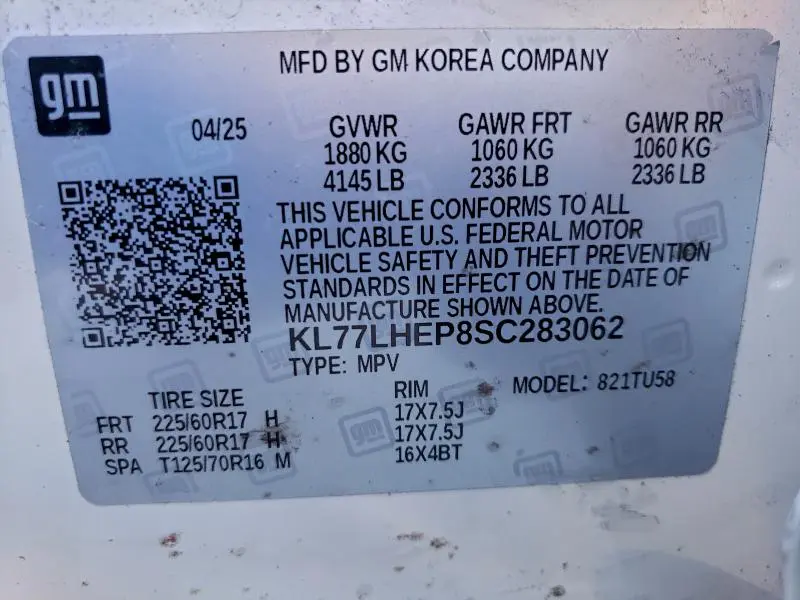 gm
MFD BY GM KOREA COMPANY
04/25
GVWR GAWR FRT GAWR RR
1880 KG 1060 KG 1060 KG
4145 LB 2336 LB 2336 LB
THIS VEHICLE CONFORMS TO ALL
APPLICABLE U.S. FEDERAL MOTOR
VEHICLE SAFETY AND THEFT PREVENTION
STANDARDS IN EFFECT ON THE DATE OF
MANUFACTURE SHOWN ABOVE.
KL77LHEP8SC283062
TYPE: MPV
MODEL: 821TU58
TIRE SIZE RIM
FRT 225/60R17 H 17X7.5J
RR 225/60R17 H 17X7.5J
SPA T125/70R16 M 16X4BT